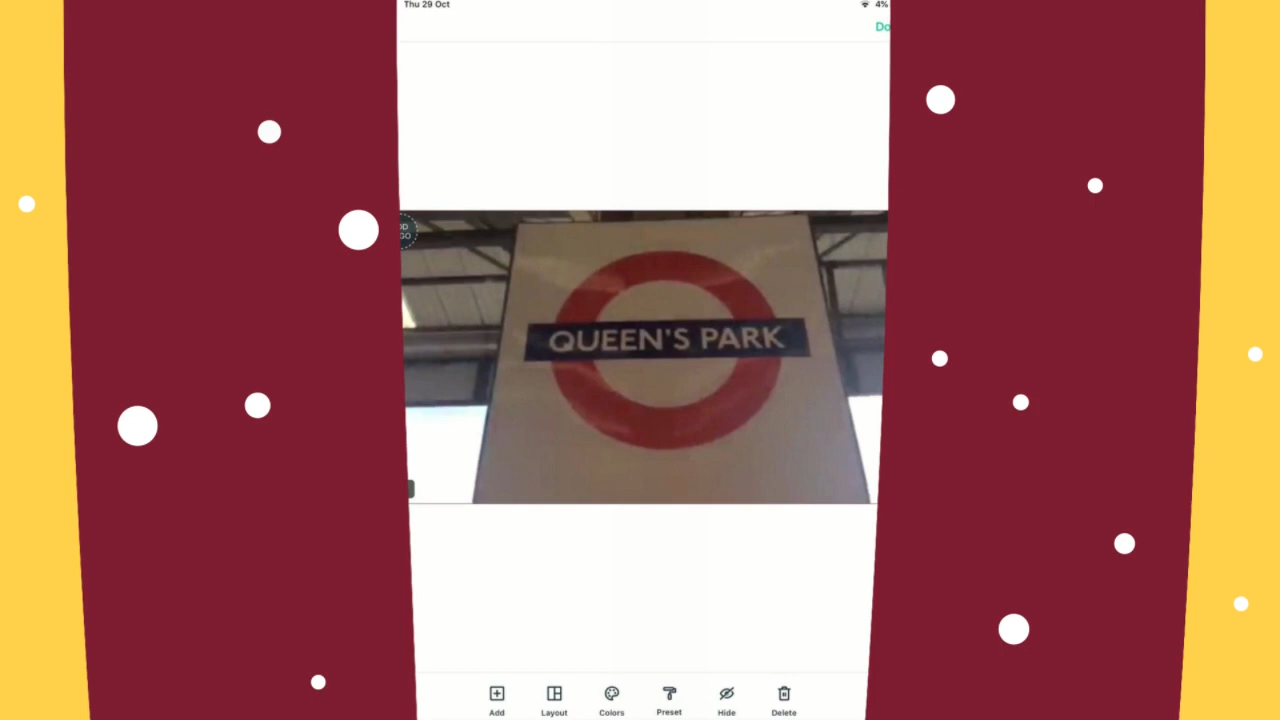 Thu 29 Oct
4%
QUEEN'S PARK
Add
Layout
Colors
Preset
Hide
Delete